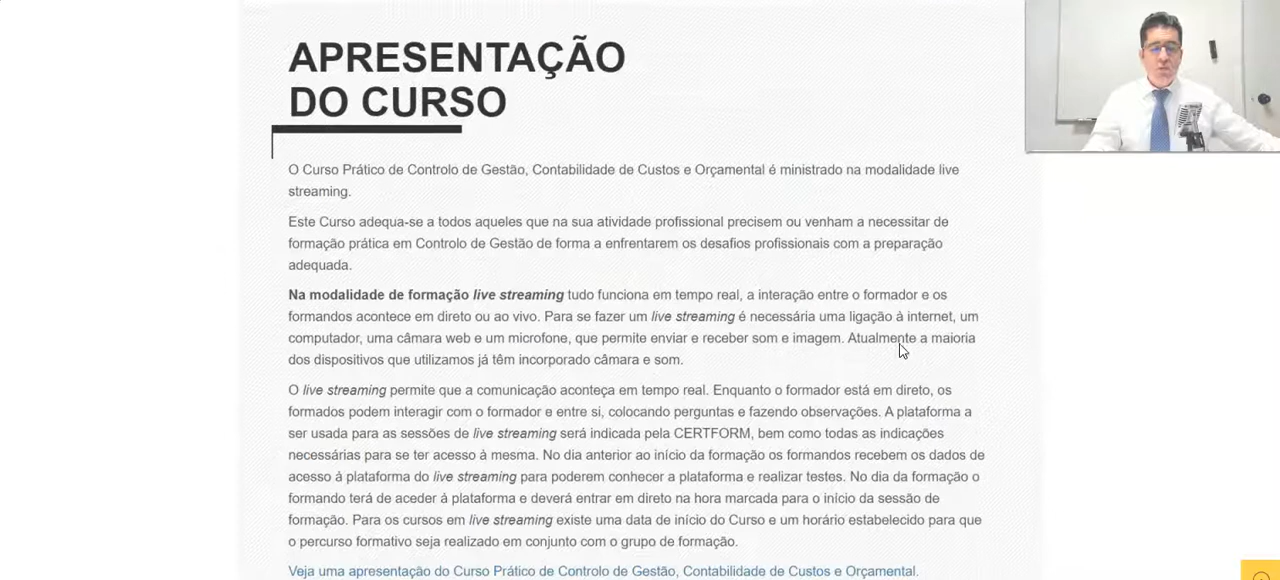 APRESENTAÇÃO
DO CURSO
O Curso Prático de Controlo de Gestão, Contabilidade de Custos e Orçamental é ministrado na modalidade live
streaming.
Este Curso adequa-se a todos aqueles que na sua atividade profissional precisem ou venham a necessitar de
formação prática em Controlo de Gestão de forma a enfrentarem os desafios profissionais com a preparação
adequada.
Na modalidade de formação live streaming tudo funciona em tempo real, a interação entre o formador e os
formandos acontece em direto ou ao vivo. Para se fazer um live streaming é necessária uma ligação à internet, um
computador, uma câmara web e um microfone, que permite enviar e receber som e imagem. Atualmente a maioria
dos dispositivos que utilizamos já têm incorporado câmara e som.
O live streaming permite que a comunicação aconteça em tempo real. Enquanto o formador está em direto, os
formados podem interagir com o formador e entre si, colocando perguntas e fazendo observações. A plataforma a
ser usada para as sessões de live streaming será indicada pela CERTFORM, bem como todas as indicações
necessárias para se ter acesso à mesma. No dia anterior ao início da formação os formandos recebem os dados de
acesso à plataforma do live streaming para poderem conhecer a plataforma e realizar testes. No dia da formação o
formando terá de aceder à plataforma e deverá entrar em direto na hora marcada para o início da sessão de
formação. Para os cursos em live streaming existe uma data de início do Curso e um horário estabelecido para que
o percurso formativo seja realizado em conjunto com o grupo de formação.
Veja uma apresentação do Curso Prático de Controlo de Gestão, Contabilidade de Custos e Orçamental.